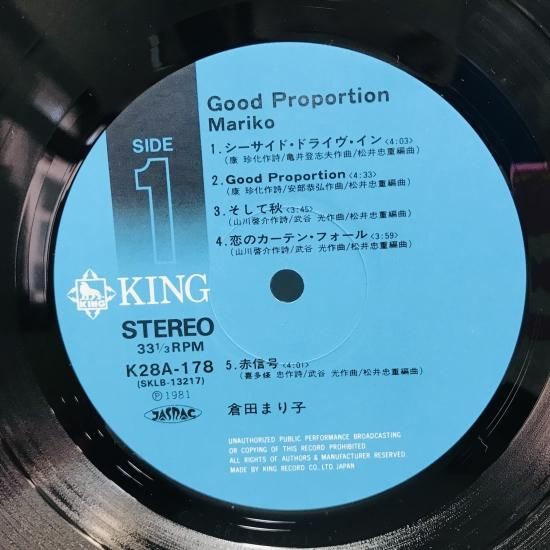 Good Proportion
Mariko
SIDE
1
1.シーサイド・ドライヴ・イン<4:03>
(康 珍化作詩/亀井登志夫作曲/松井忠重編曲)
2.Good Proportion<4:33>
(康 珍化作詩/安部恭弘作曲/松井忠重編曲)
3.そして秋<3:45>
(山川啓介作詩/武谷 光作曲/松井忠重編曲)
4.恋のカーテン・フォール<3:59>
(山川啓介作詩/武谷 光作曲/松井忠重編曲)
KING
KING
STEREO
33 1/3 RPM
K28A-178
(SKLB-13217)
Ⓟ1981
JASRAC
5.赤信号<4:01>
(喜多條 忠作詩/武谷 光作曲/松井忠重編曲)
倉田まり子
UNAUTHORIZED PUBLIC PERFORMANCE BROADCASTING
OR COPYING OF THIS RECORD PROHIBITED.
ALL RIGHTS OF AUTHORS & MANUFACTURER RESERVED.
MADE BY KING RECORD CO. LTD. JAPAN